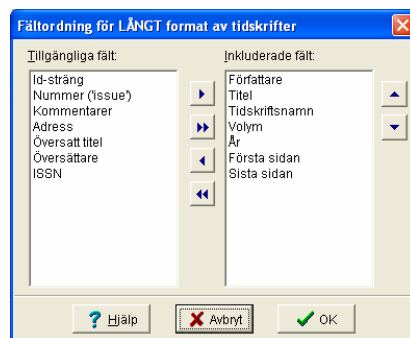 Fältordning för LÅNGT format av tidskrifter
Tillgängliga fält:
Id-sträng
Nummer ('issue')
Kommentarer
Adress
Översatt titel
Översättare
ISSN
Inkluderade fält:
Författare
Titel
Tidskriftsnamn
Volym
År
Första sidan
Sista sidan
Hjälp
Avbryt
OK